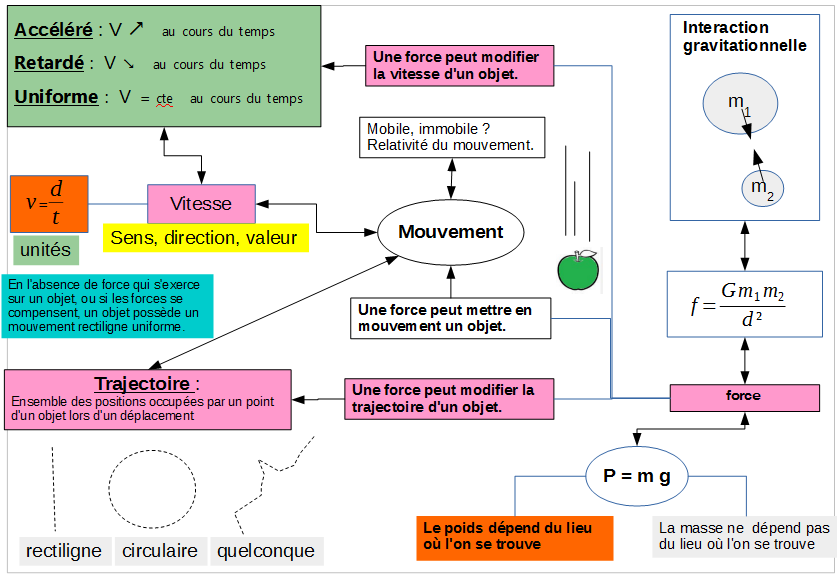 Accéléré : V ↗ au cours du temps
Retardé : V ↘ au cours du temps
Uniforme : V = cte au cours du temps
Une force peut modifier
la vitesse d'un objet.
Interaction
gravitationnelle
m1
m2
Mobile, immobile ?
Relativité du mouvement.
v=d/t
unités
Vitesse
Sens, direction, valeur
Mouvement
En l'absence de force qui s'exerce
sur un objet, ou si les forces se
compensent, un objet possède un
mouvement rectiligne uniforme.
Une force peut mettre en
mouvement un objet.
f=Gm1m2/d²
Trajectoire :
Ensemble des positions occupées par un point
d'un objet lors d'un déplacement
Une force peut modifier la
trajectoire d'un objet.
force
P = m g
Le poids dépend du lieu
où l'on se trouve
La masse ne dépend pas
du lieu où l'on se trouve
rectiligne
circulaire
quelconque